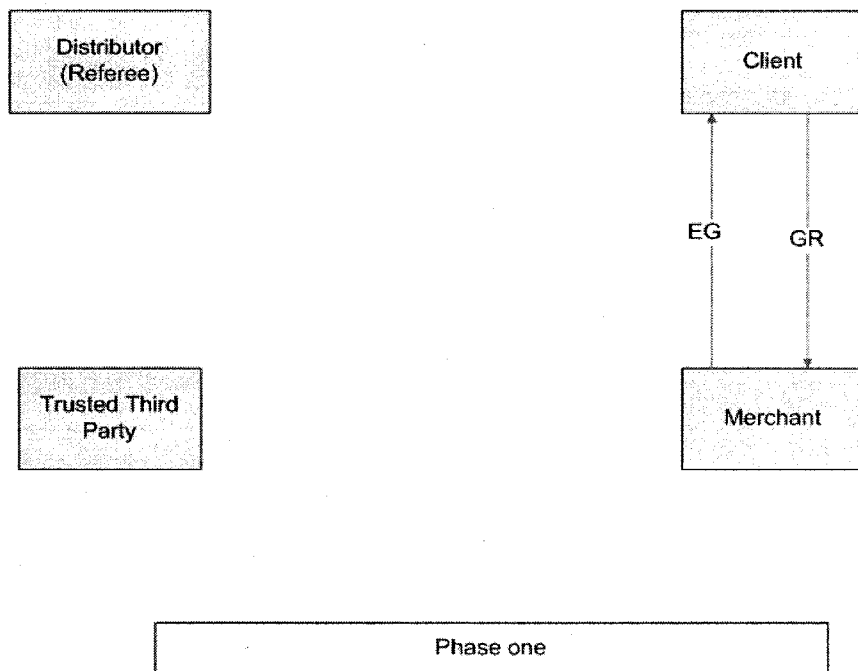 Distributor
(Referee)
Client
EG
GR
Trusted Third
Party
Merchant
Phase one